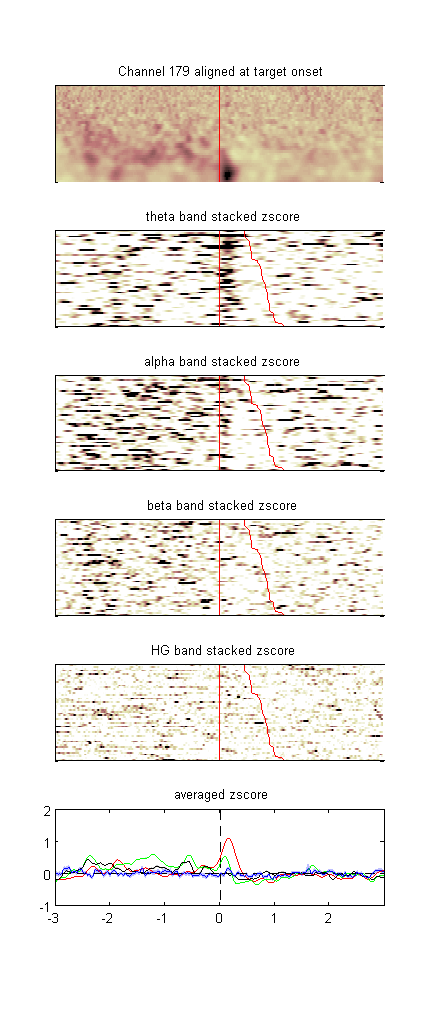 Channel 179 aligned at target onset
theta band stacked zscore
alpha band stacked zscore
beta band stacked zscore
HG band stacked zscore
averaged zscore
2
1
0
-1
-3 -2 -1 0 1 2